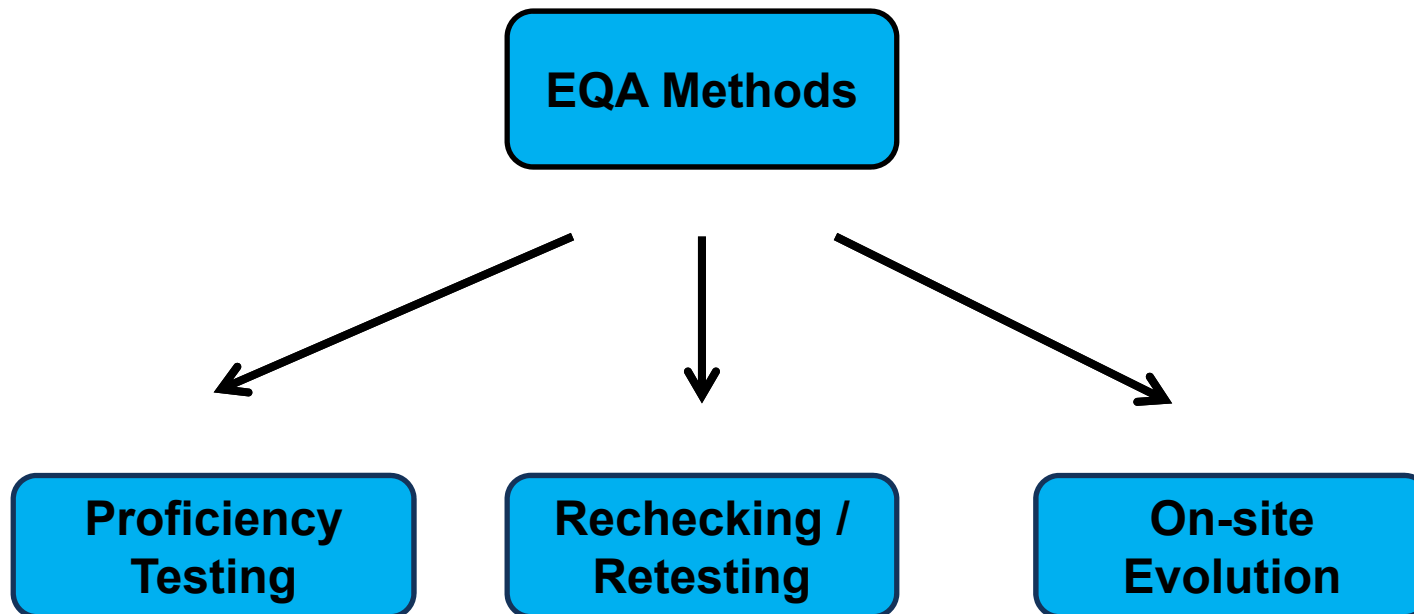 EQA Methods
Proficiency
Testing
Rechecking /
Retesting
On-site
Evolution